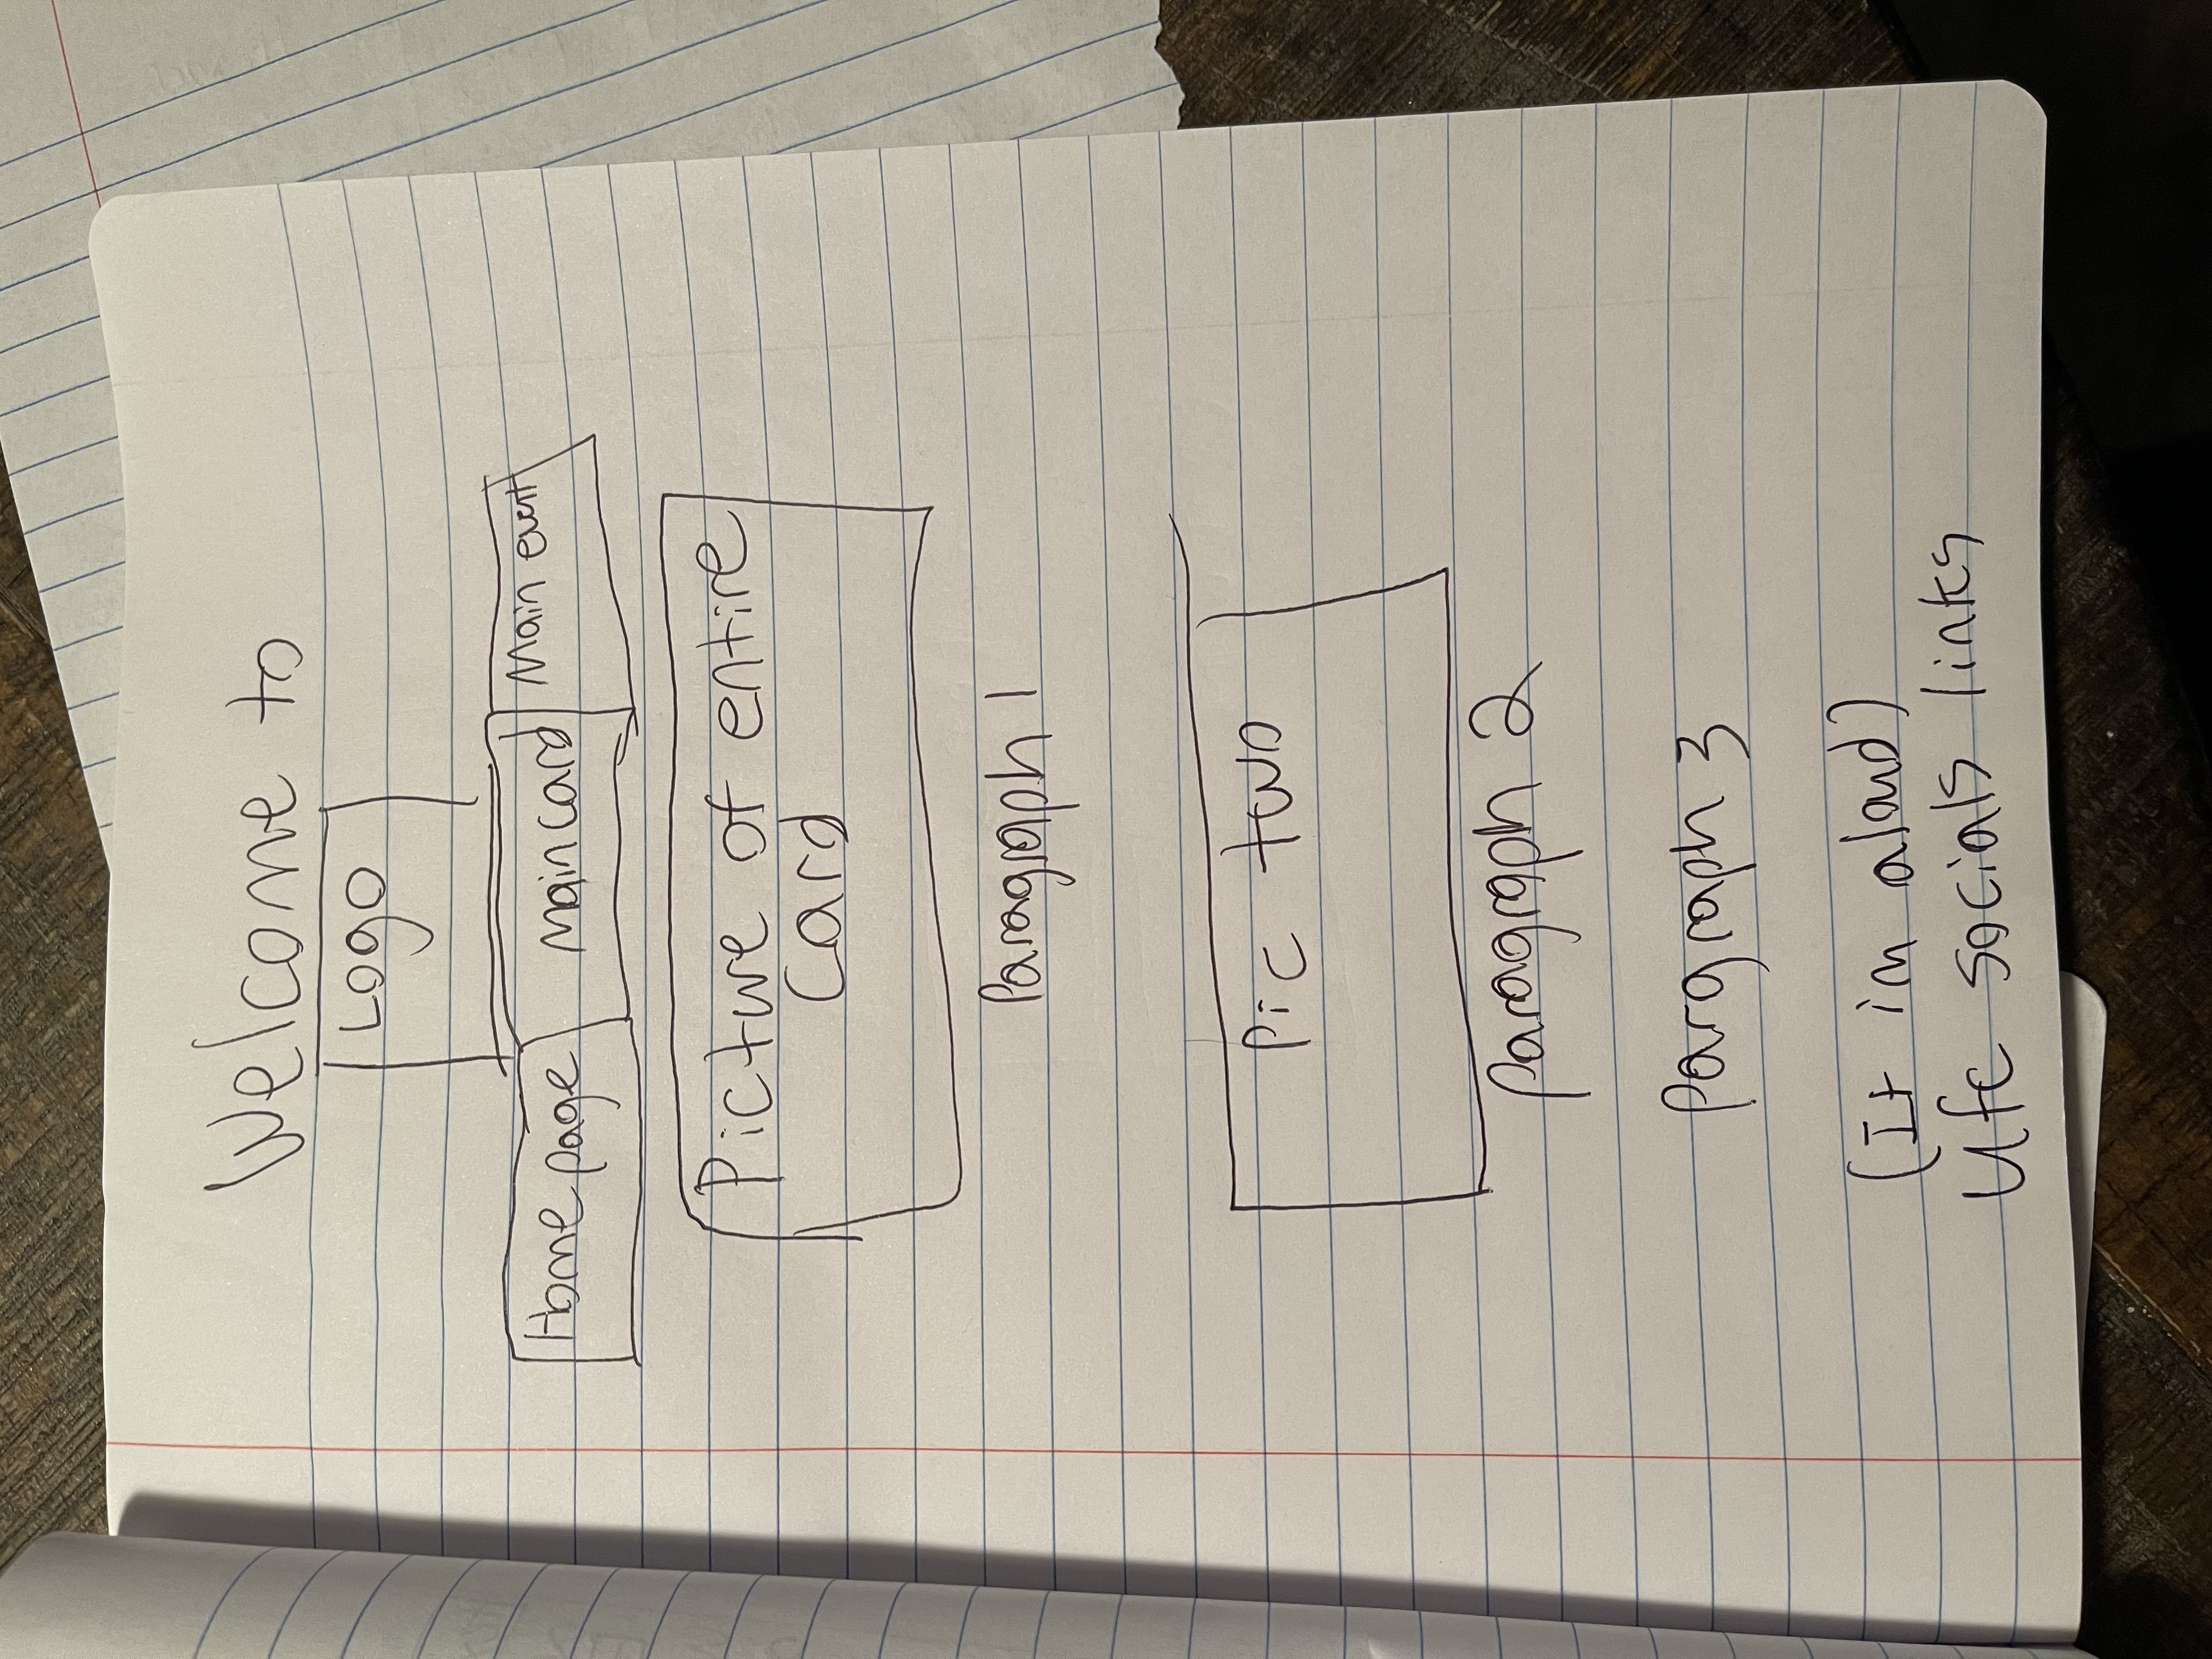 Welcome to
Logo
Home page Main card Main event
Picture of entire
Card
Paragraph 1
Pic two
Paragraph 2
Pargraph 3
(If im aloud)
Ufc socials links